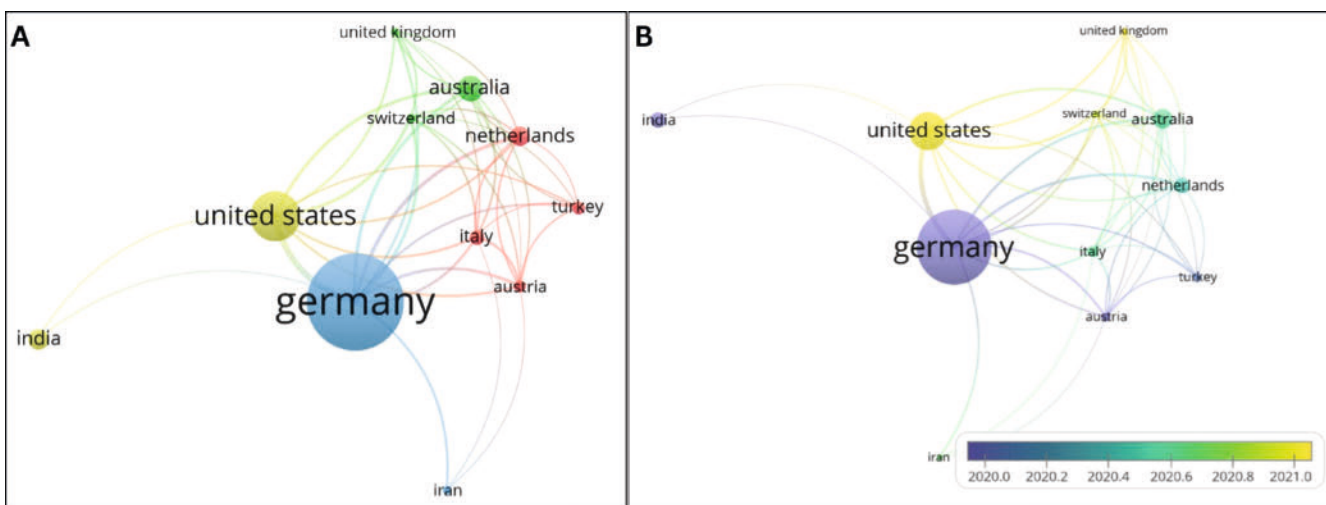 A
united kingdom
australia
switzerland
netherlands
united states
turkey
italy
austria
germany
india
iran
B
united kingdom
india
united states
switzerland
australia
netherlands
germany
italy
turkey
austria
iran
2020.0 2020.2 2020.4 2020.6 2020.8 2021.0